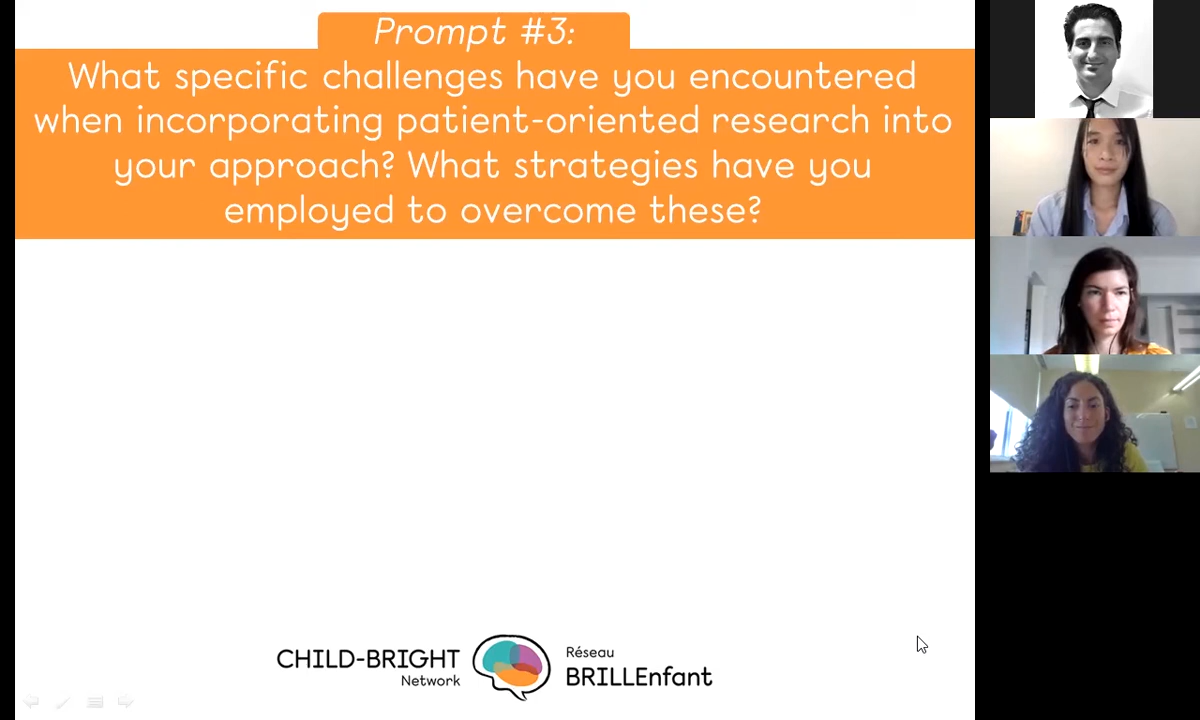 Prompt #3:
What specific challenges have you encountered
when incorporating patient-oriented research into
your approach? What strategies have you
employed to overcome these?
CHILD-BRIGHT
Network
Réseau
BRILLEnfant